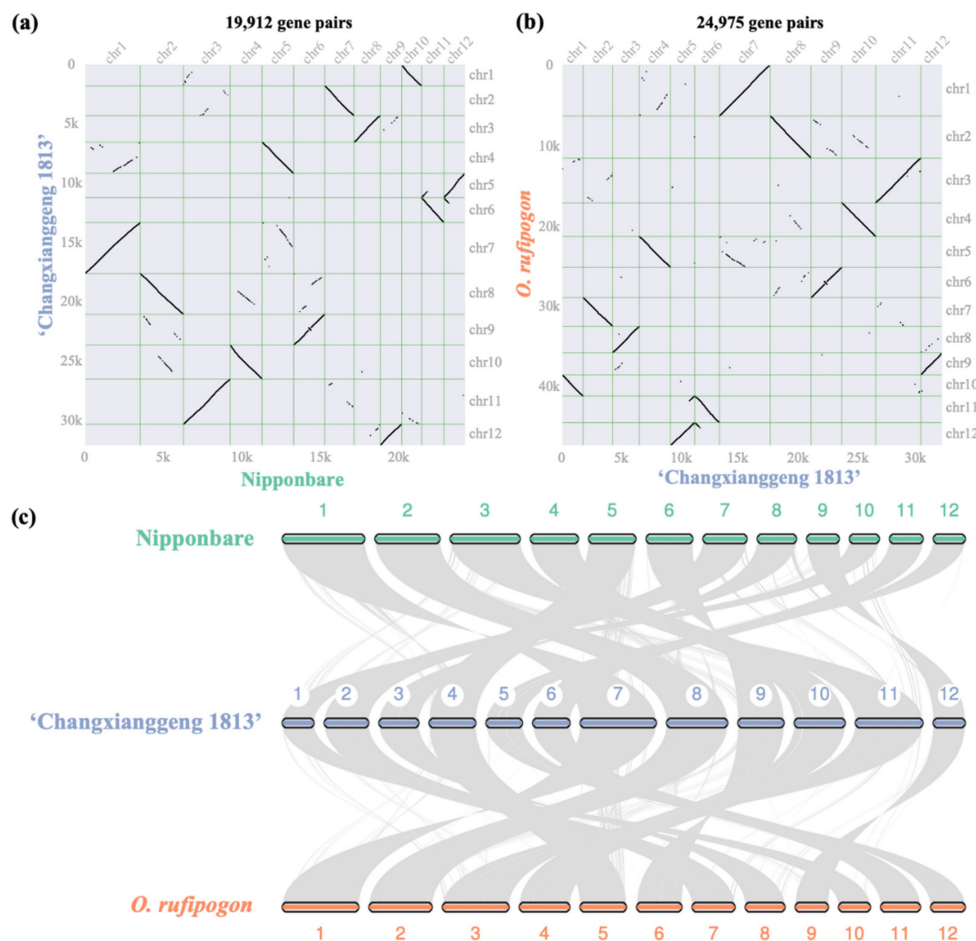 (a)
19,912 gene pairs
chr1 chr2 chr3 chr4 chr5 chr6 chr7 chr8 chr9 chr10 chr11 chr12
0
5k
10k
15k
20k
25k
30k
‘Changxianggeng 1813’
chr1
chr2
chr3
chr4
chr5
chr6
chr7
chr8
chr9
chr10
chr11
chr12
0 5k 10k 15k 20k
Nipponbare
(b)
24,975 gene pairs
chr1 chr2 chr3 chr4 chr5 chr6 chr7 chr8 chr9 chr10 chr11 chr12
0
10k
20k
30k
40k
O. rufipogon
chr1
chr2
chr3
chr4
chr5
chr6
chr7
chr8
chr9
chr10
chr11
chr12
0 5k 10k 15k 20k 25k 30k
‘Changxianggeng 1813’
(c)
1 2 3 4 5 6 7 8 9 10 11 12
Nipponbare
1 2 3 4 5 6 7 8 9 10 11 12
‘Changxianggeng 1813’
O. rufipogon
1 2 3 4 5 6 7 8 9 10 11 12